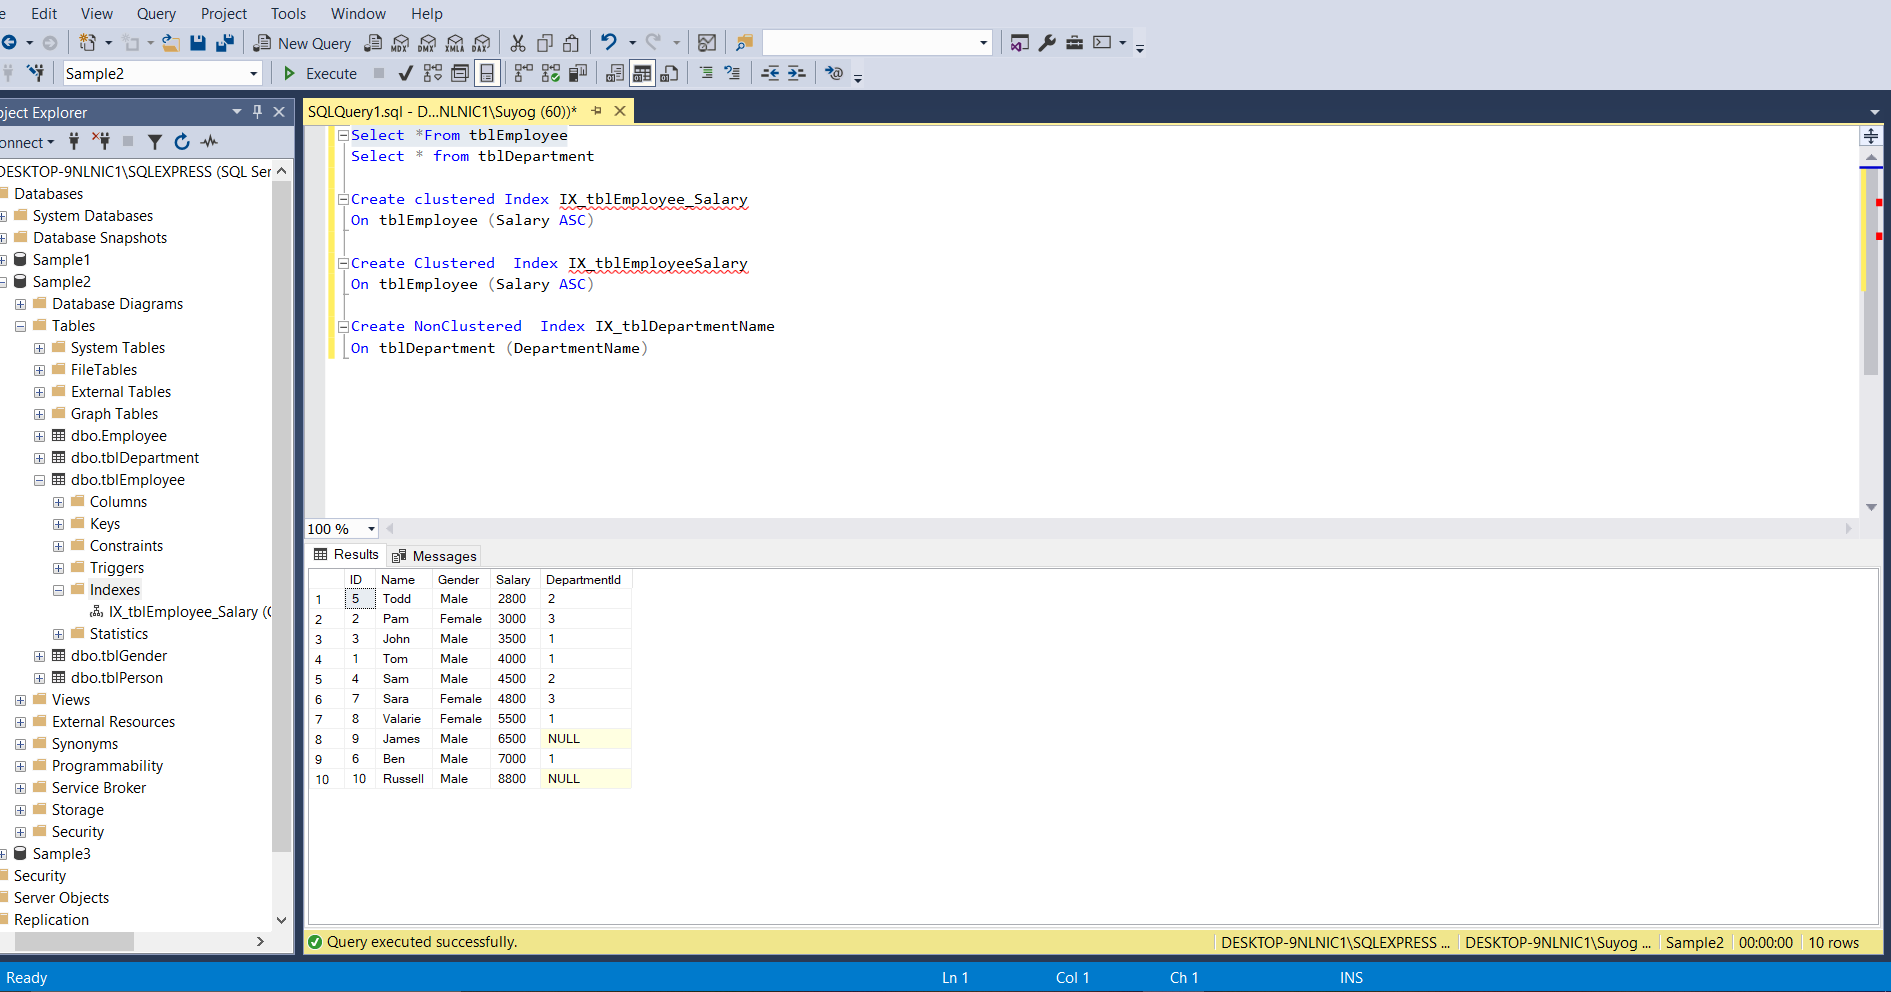 e Edit View Query Project Tools Window Help
New Query MDX DMX XMLA DAX
Sample2 Execute
ject Explorer
onnect
DESKTOP-9NLNIC1\SQLEXPRESS (SQL Ser
Databases
System Databases
Database Snapshots
Sample1
Sample2
Database Diagrams
Tables
System Tables
FileTables
External Tables
Graph Tables
dbo.Employee
dbo.tblDepartment
dbo.tblEmployee
Columns
Keys
Constraints
Triggers
Indexes
IX_tblEmployee_Salary (C
Statistics
dbo.tblGender
dbo.tblPerson
Views
External Resources
Synonyms
Programmability
Service Broker
Storage
Security
Sample3
Security
Server Objects
Replication
SQLQuery1.sql - D...NLNIC1\Suyog (60))*
Select *From tblEmployee
Select * from tblDepartment
Create clustered Index IX_tblEmployee_Salary
On tblEmployee (Salary ASC)
Create Clustered  Index IX_tblEmployeeSalary
On tblEmployee (Salary ASC)
Create NonClustered  Index IX_tblDepartmentName
On tblDepartment (DepartmentName)
100 %
Results Messages
ID Name Gender Salary DepartmentId
1 5 Todd Male 2800 2
2 2 Pam Female 3000 3
3 3 John Male 3500 1
4 1 Tom Male 4000 1
5 4 Sam Male 4500 2
6 7 Sara Female 4800 3
7 8 Valarie Female 5500 1
8 9 James Male 6500 NULL
9 6 Ben Male 7000 1
10 10 Russell Male 8800 NULL
Query executed successfully. DESKTOP-9NLNIC1\SQLEXPRESS ... DESKTOP-9NLNIC1\Suyog ... Sample2 00:00:00 10 rows
Ready Ln 1 Col 1 Ch 1 INS